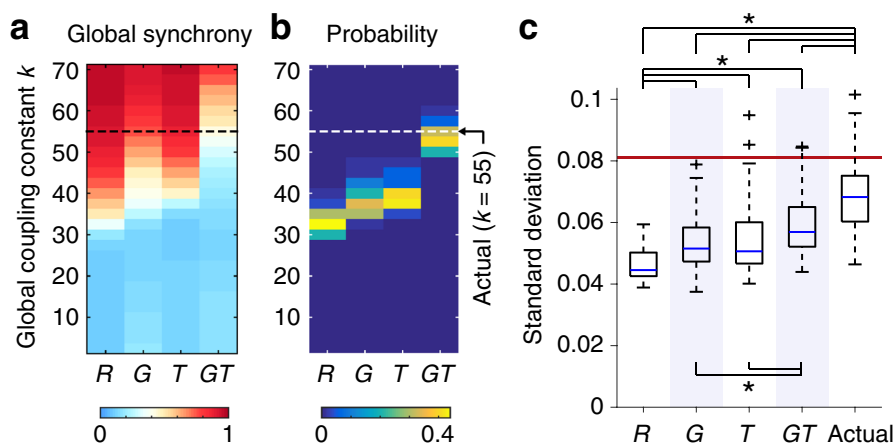 a
Global synchrony
Global coupling constant k
70
60
50
40
30
20
10
R G T GT
0 1
b
Probability
70
60
50
40
30
20
10
R G T GT
0 0.4
Actual (k = 55)
c
Standard deviation
0.1
0.08
0.06
0.04
0.02
0
*
*
*
R G T GT Actual